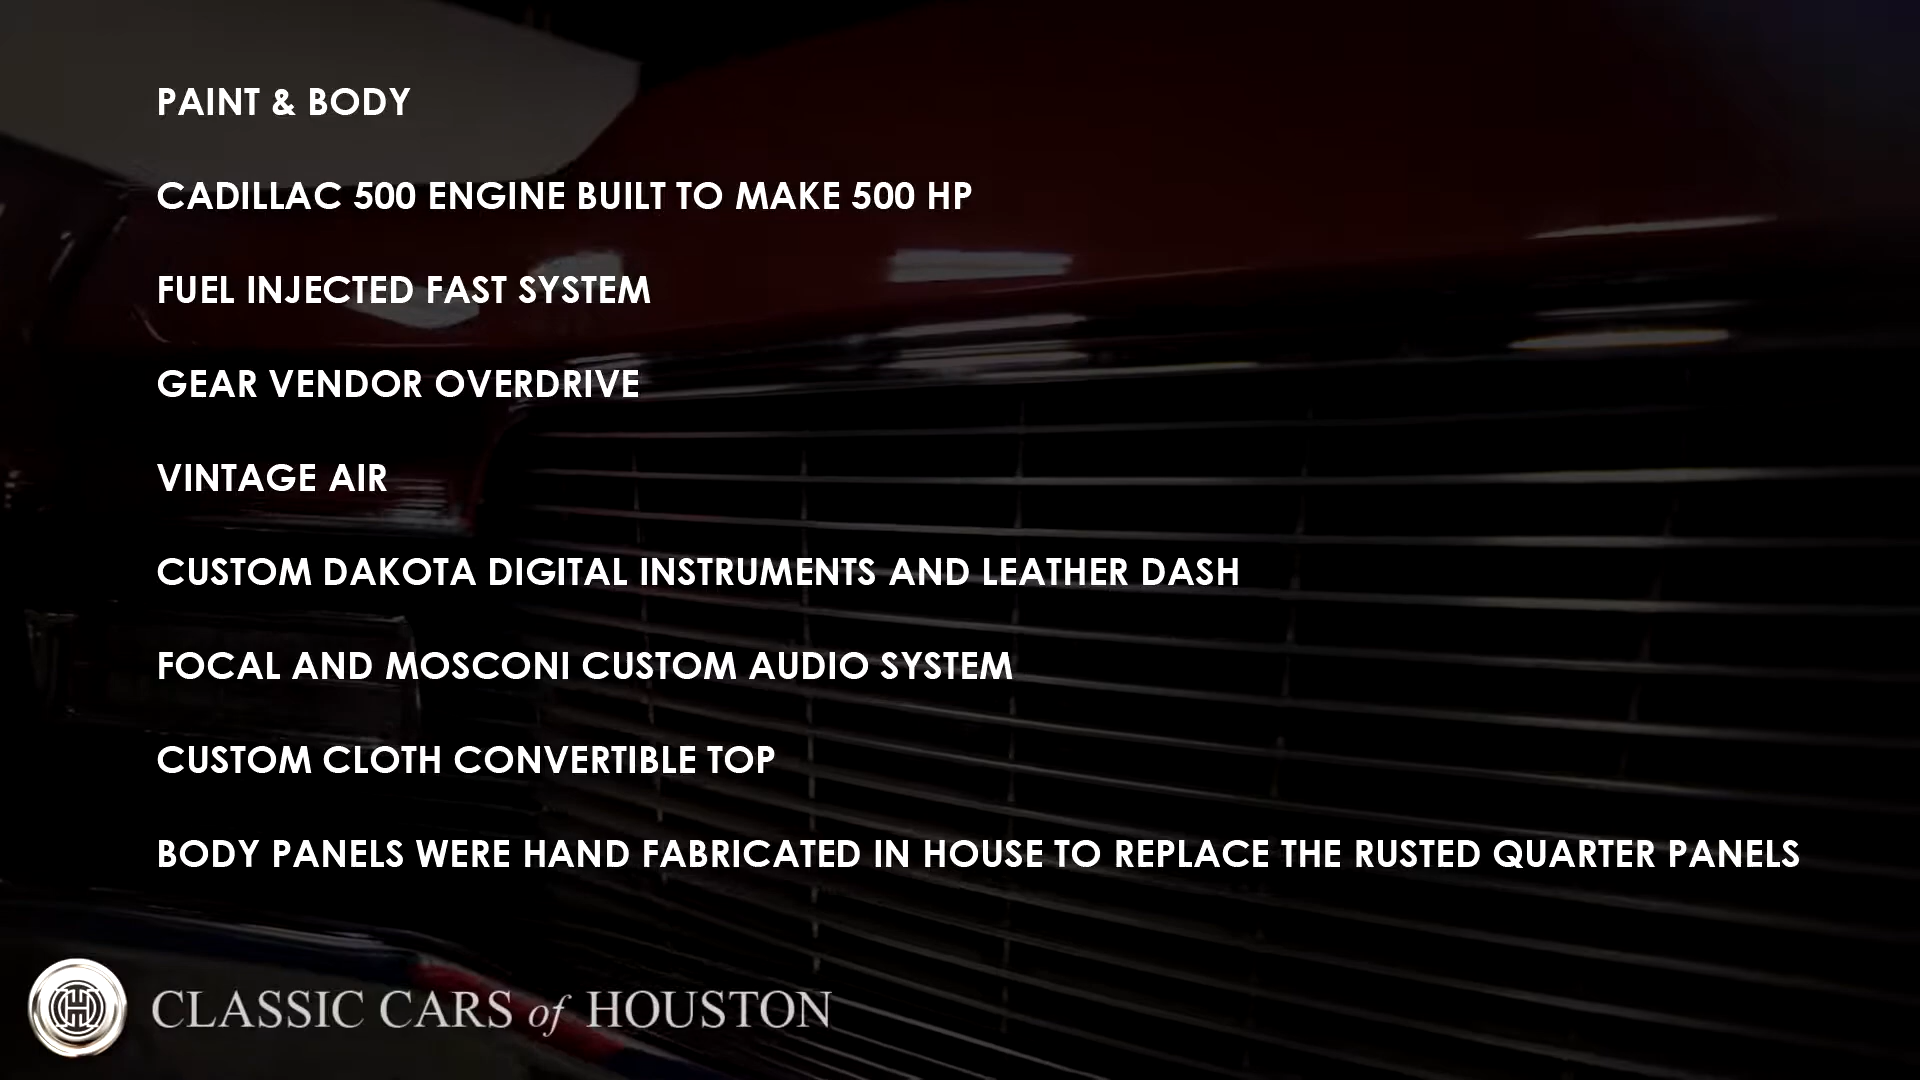 PAINT & BODY
CADILLAC 500 ENGINE BUILT TO MAKE 500 HP
FUEL INJECTED FAST SYSTEM
GEAR VENDOR OVERDRIVE
VINTAGE AIR
CUSTOM DAKOTA DIGITAL INSTRUMENTS AND LEATHER DASH
FOCAL AND MOSCONI CUSTOM AUDIO SYSTEM
CUSTOM CLOTH CONVERTIBLE TOP
BODY PANELS WERE HAND FABRICATED IN HOUSE TO REPLACE THE RUSTED QUARTER PANELS
CLASSIC CARS of HOUSTON